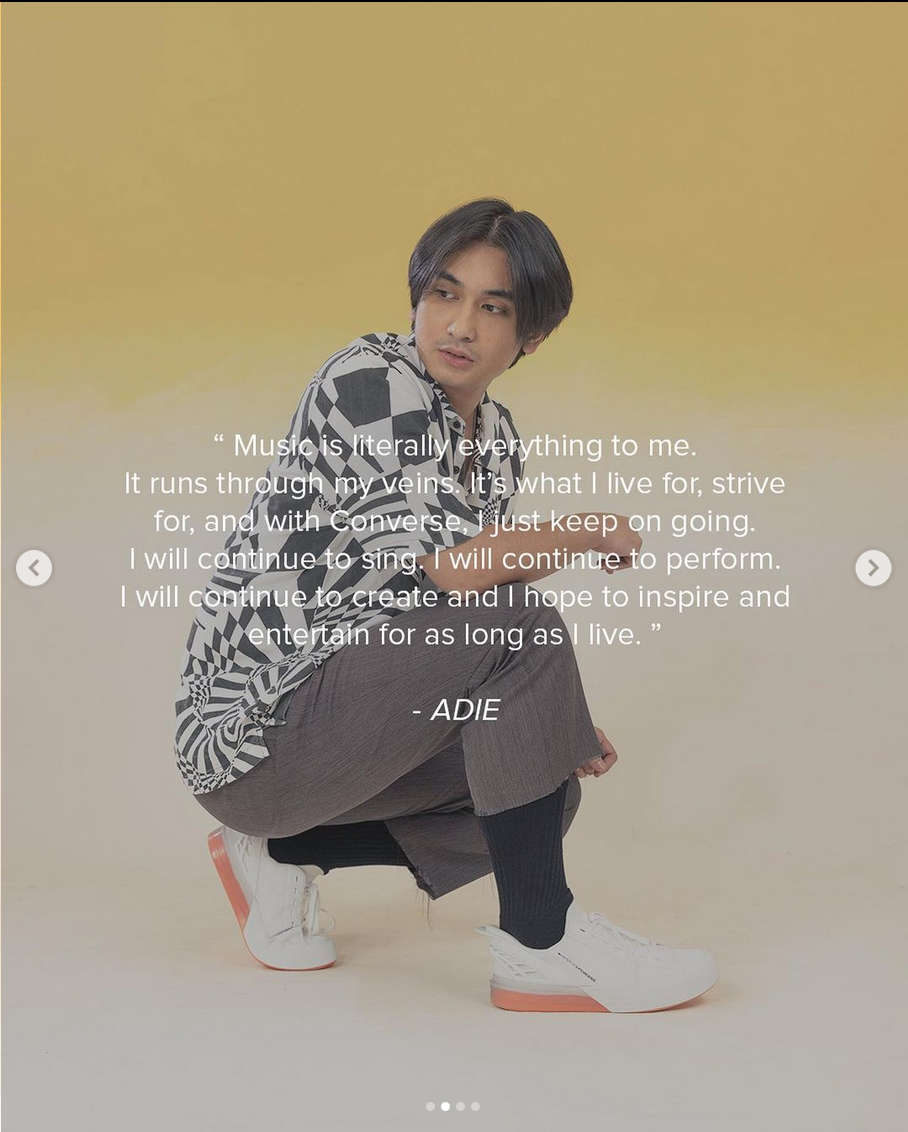 “ Music is literally everything to me.
It runs through my veins. It’s what I live for, strive
for, and with Converse, I just keep on going.
I will continue to sing. I will continue to perform.
I will continue to create and I hope to inspire and
entertain for as long as I live. ”
- ADIE